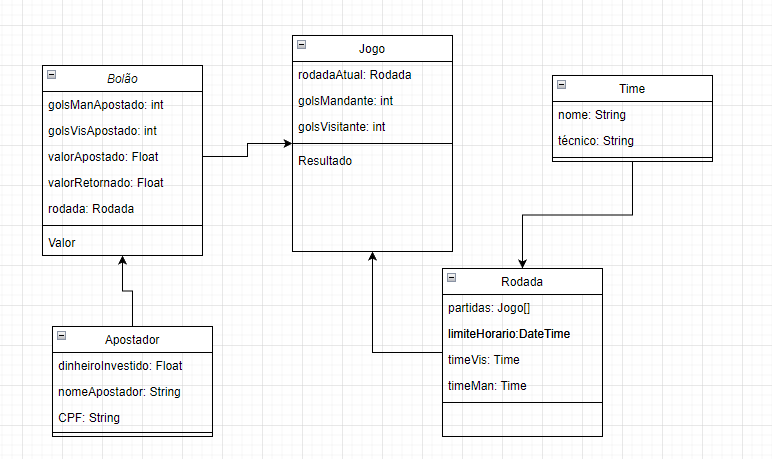 Bolão
golsManApostado: int
golsVisApostado: int
valorApostado: Float
valorRetornado: Float
rodada: Rodada
Valor
Jogo
rodadaAtual: Rodada
golsMandante: int
golsVisitante: int
Resultado
Time
nome: String
técnico: String
Apostador
dinheiroInvestido: Float
nomeApostador: String
CPF: String
Rodada
partidas: Jogo[]
limiteHorario:DateTime
timeVis: Time
timeMan: Time